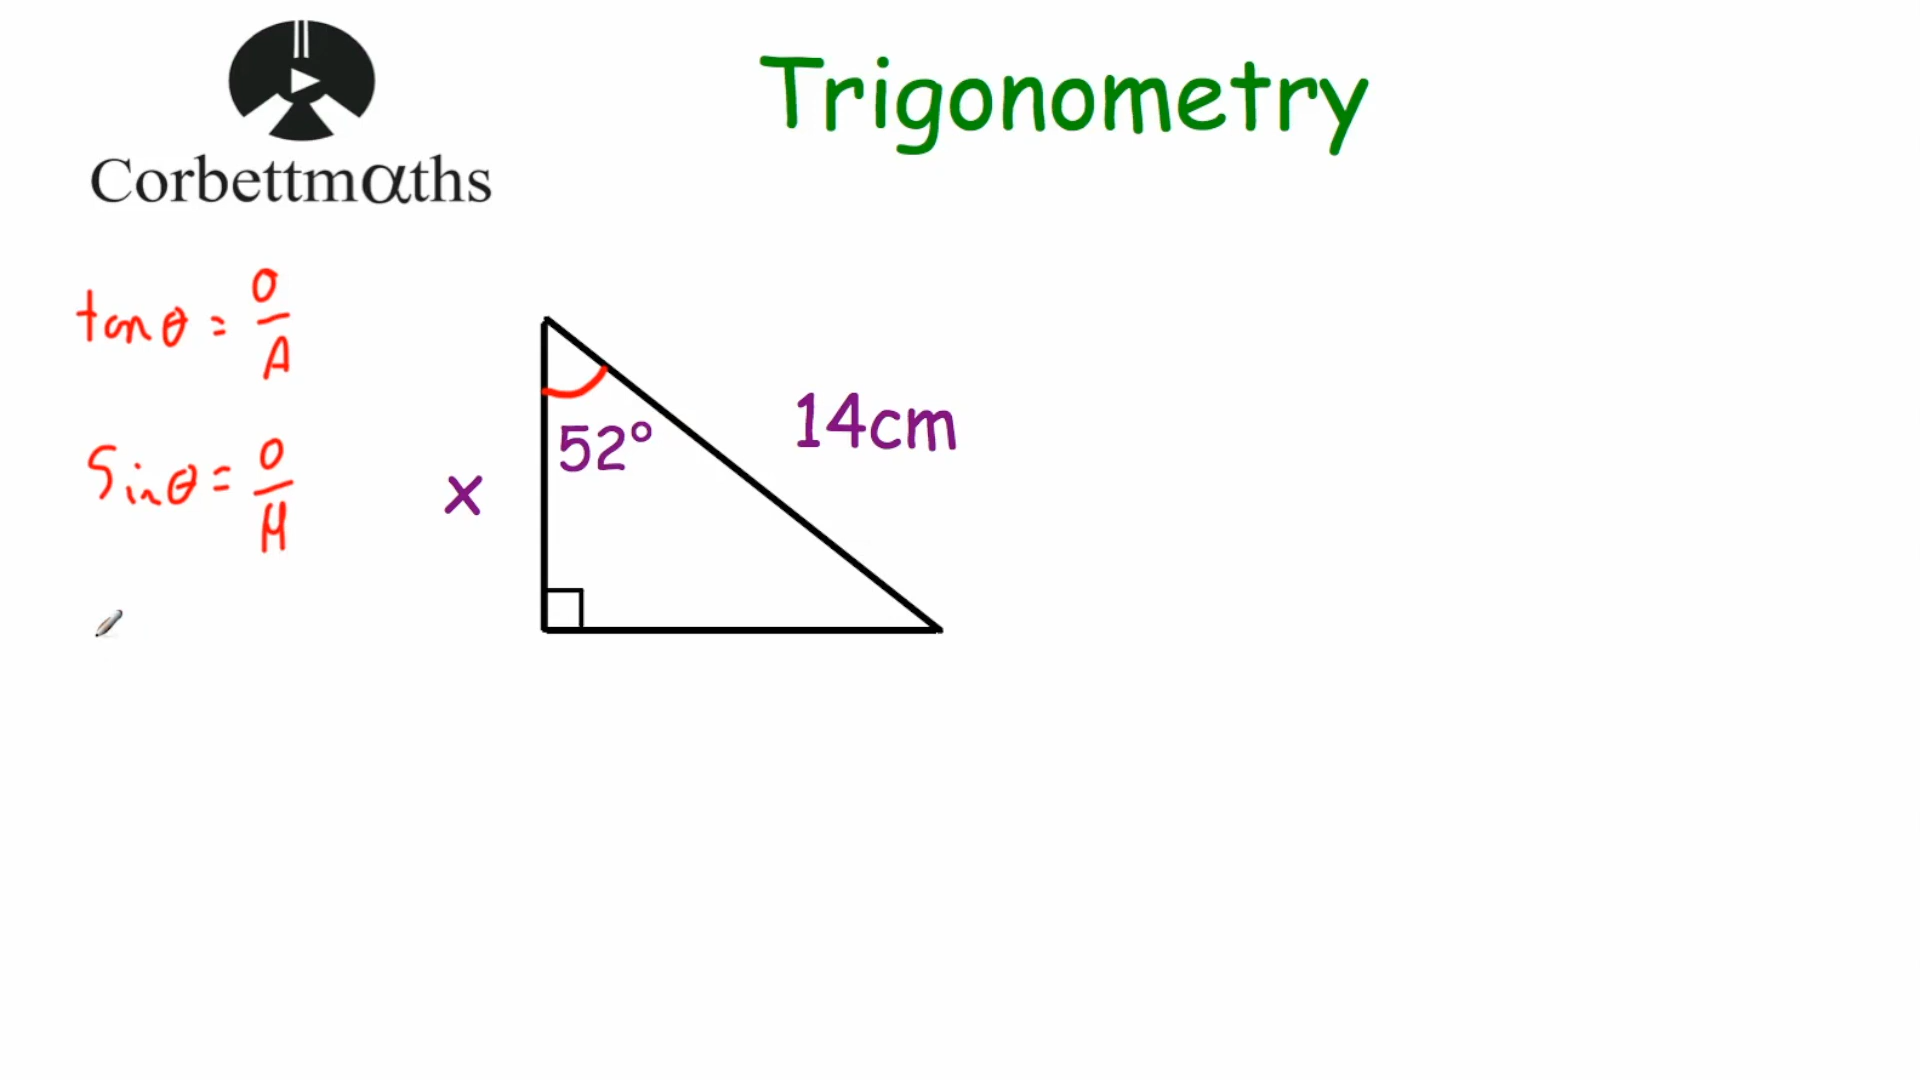 Corbettmαths
Trigonometry
tanθ = O/A
Sinθ = O/H
52°
14cm
x